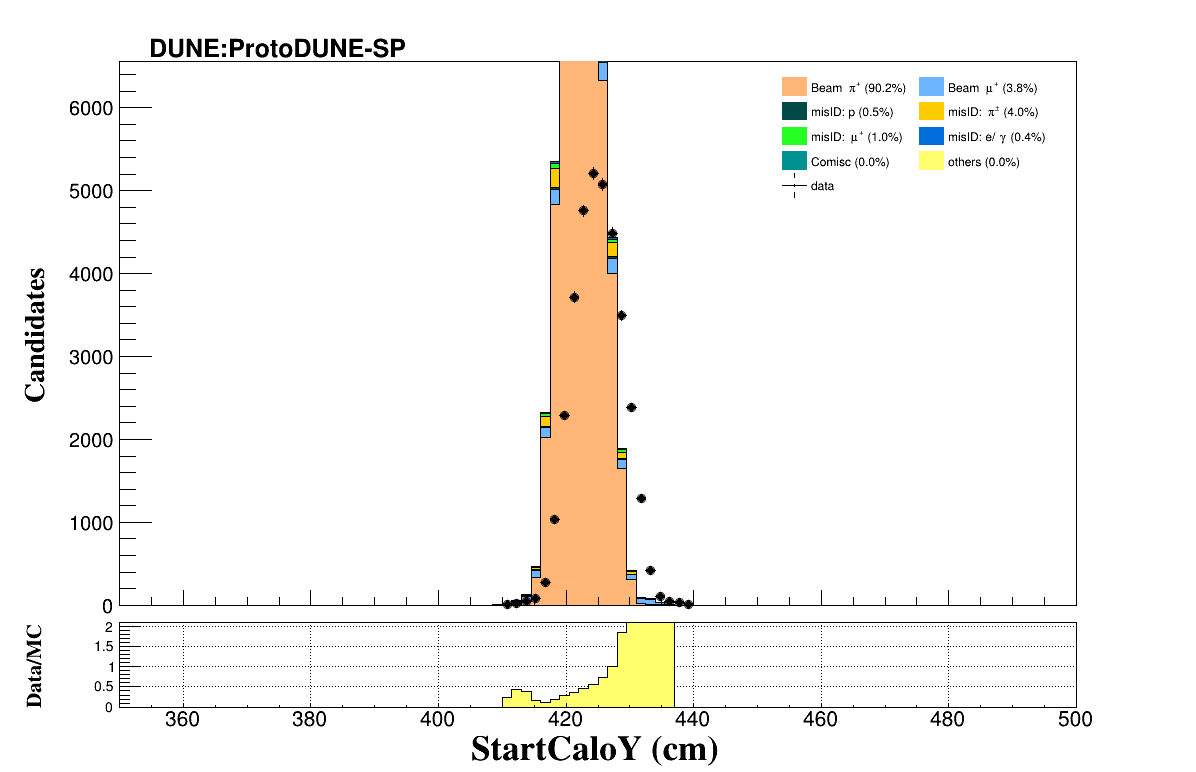 DUNE:ProtoDUNE-SP
Candidates
6000
5000
4000
3000
2000
1000
0
Beam π⁺ (90.2%)
Beam μ⁺ (3.8%)
misID: p (0.5%)
misID: π± (4.0%)
misID: μ⁺ (1.0%)
misID: e/ γ (0.4%)
Comisc (0.0%)
others (0.0%)
data
Data/MC
2
1.5
1
0.5
0
360 380 400 420 440 460 480 500
StartCaloY (cm)